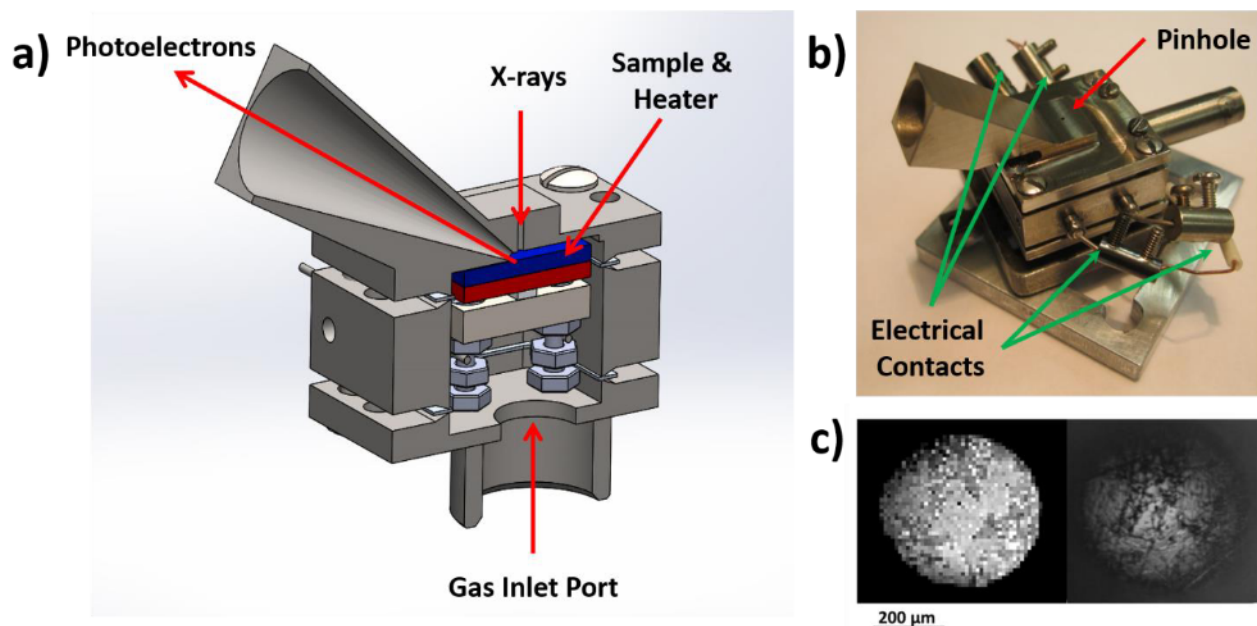 a)
Photoelectrons
X-rays
Sample &
Heater
Gas Inlet Port
b)
Pinhole
Electrical
Contacts
c)
200 μm